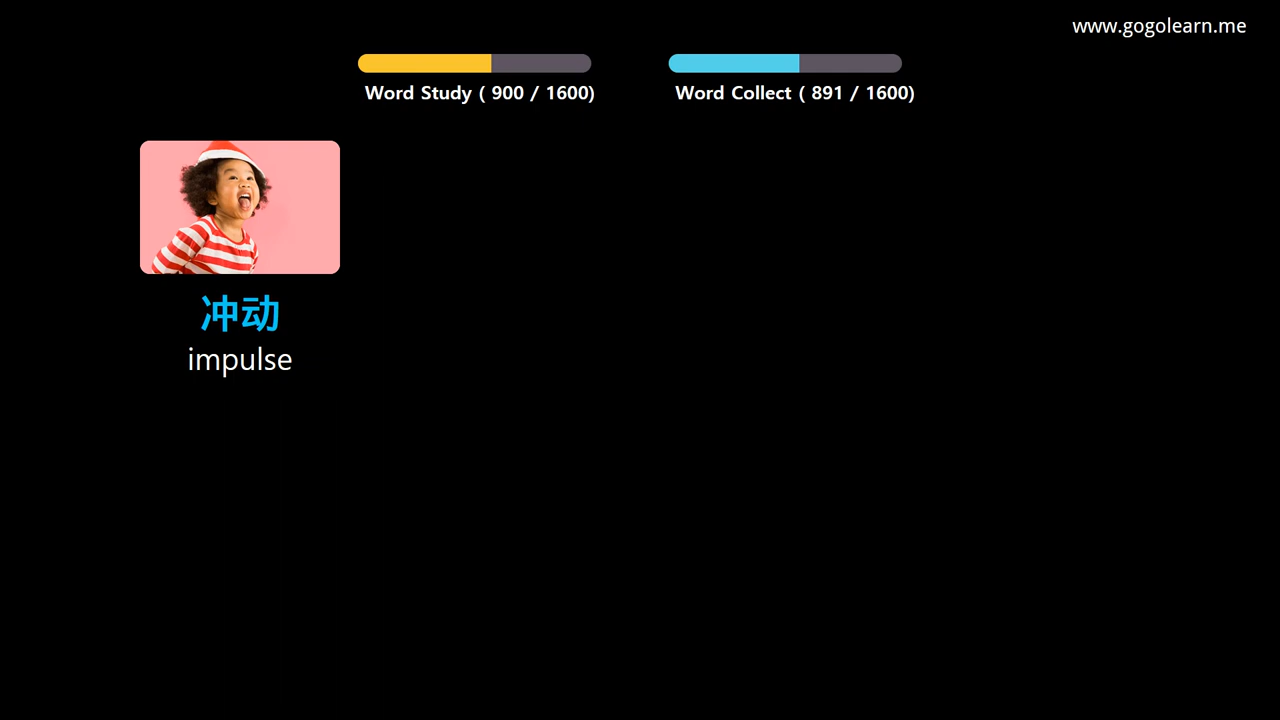 www.gogolearn.me
Word Study ( 900 / 1600)
Word Collect ( 891 / 1600)
冲动
impulse